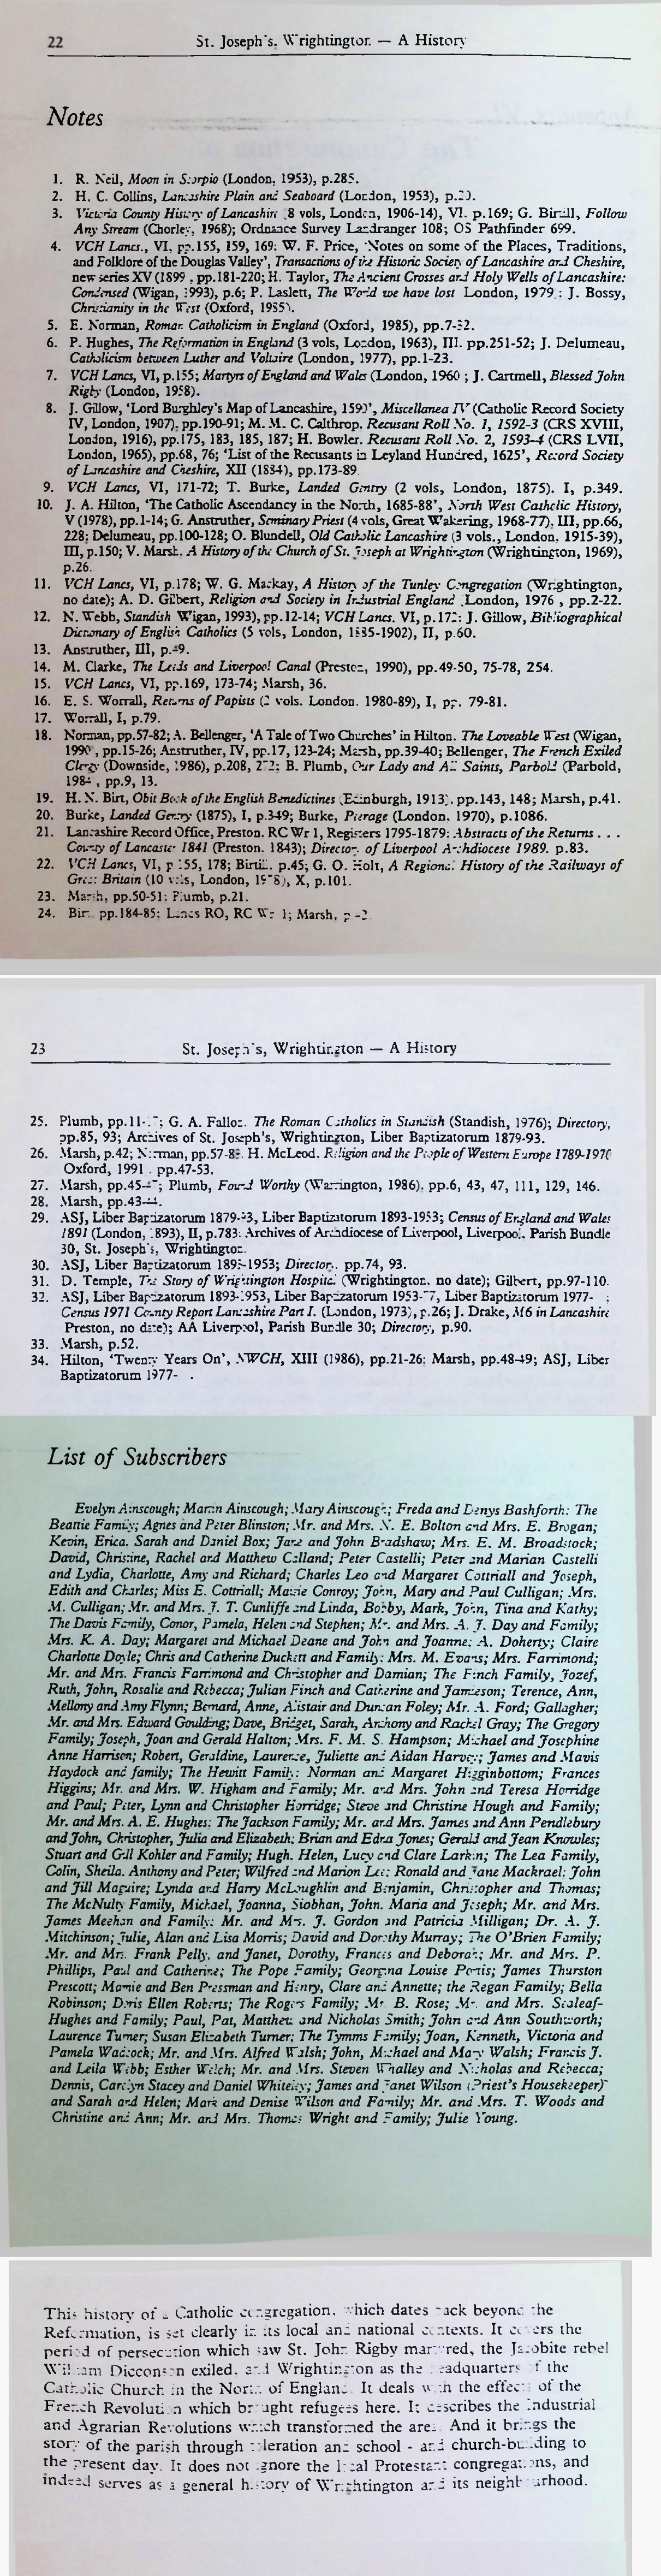 22 St. Joseph's, Wrightington — A History
Notes
1. R. Neil, Moon in Scorpio (London, 1953), p.285.
2. H. C. Collins, Lancashire Plain and Seaboard (London, 1953),
3. Victoria County History of Lancashire 8 vols, London, 1906-14), VI. p.169; G. Birtill, Follow
Any Stream (Chorley, 1968); Ordnance Survey Landranger 108; OS Pathfinder 699.
4. VCH Lancs., VI, pp.155, 159, 169: W. F. Price, 'Notes on some of the Places, Traditions,
and Folklore of the Douglas Valley', Transactions of the Historic Society of Lancashire and Cheshire,
new series XV (1899 , pp.181-220; H. Taylor, The Ancient Crosses and Holy Wells of Lancashire:
Condensed (Wigan, 1993), p.6; P. Laslett, The World we have lost London, 1979 ; J. Bossy,
Christianity in the West (Oxford, 1985).
5. E. Norman, Roman Catholicism in England (Oxford, 1985),
6. P. Hughes, The Reformation in England (3 vols, London, 1963), III. pp.251-52; J. Delumeau,
Catholicism between Luther and Voltaire (London, 1977), pp.1-23.
7. VCH Lancs, VI, p.155; Martyrs of England and Wales (London, 1960 ; J. Cartmell, Blessed John
Rigby (London, 1958).
8. J. Gillow, 'Lord Burghley's Map of Lancashire, 1590', Miscellanea IV (Catholic Record Society
IV, London, 1907), pp.190-91; M. M. C. Calthrop. Recusant Roll No. 1, 1592-3 (CRS XVIII,
London, 1916), pp.175, 183, 185, 187; H. Bowler. Recusant Roll No. 2, 1593-4 (CRS LVII,
London, 1965), pp.68, 76; 'List of the Recusants in Leyland Hundred, 1625', Record Society
of Lancashire and Cheshire, XII (1884), pp.173-89.
9. VCH Lancs, VI, 171-72; T. Burke, Landed Gentry (2 vols, London, 1875). I, p.349.
10. J. A. Hilton, 'The Catholic Ascendancy in the North, 1685-88', North West Catholic History,
V (1978), pp.1-14; G. Anstruther, Seminary Priest (4 vols, Great Wakering, 1968-77), III, pp.66,
228; Delumeau, pp.100-128; O. Blundell, Old Catholic Lancashire (3 vols., London, 1915-39),
III, p.150; V. Marsh. A History of the Church of St. Joseph at Wrightington (Wrightington, 1969),
p.26.
11. VCH Lancs, VI, p.178; W. G. Mackay, A History of the Tunley Congregation (Wrightington,
no date); A. D. Gilbert, Religion and Society in Industrial England London, 1976 , pp.2-22.
12. N. Webb, Standish Wigan, 1993), pp.12-14; VCH Lancs. VI, J. Gillow, Bibliographical
Dictionary of English Catholics (5 vols, London, 1885-1902), II, p.60.
13. Anstruther, III, p.49.
14. M. Clarke, The Leeds and Liverpool Canal (Preston, 1990), pp.49-50, 75-78, 254.
15. VCH Lancs, VI, pp.169, 173-74; Marsh, 36.
16. E. S. Worrall, Returns of Papists (2 vols. London. 1980-89), I, pp. 79-81.
17. Worrall, I, p.79.
18. Norman, pp.57-82; A. Bellenger, 'A Tale of Two Churches' in Hilton. The Loveable West (Wigan,
1990 , pp.15-26; Anstruther, IV, pp.17, 123-24; Marsh, pp.39-40; Bellenger, The French Exiled
Clergy (Downside, 1986), p.208, B. Plumb, Our Lady and All Saints, Parbold (Parbold,
pp.9, 13.
19. H. N. Birt, Obit Book of the English Benedictines Edinburgh, 1913). pp.143, 148; Marsh, p.41.
20. Burke, Landed Gentry (1875), I, p.349; Burke, Peerage (London. 1970), p.1086.
21. Lancashire Record Office, Preston. RC Wr 1, Registers 1795-1879: Abstracts of the Returns . . .
County of Lancaster 1841 (Preston. 1843); Directory of Liverpool Archdiocese 1989. p.83.
22. VCH Lancs, VI, p 155, 178; Birtill. p.45; G. O. Holt, A Regional History of the Railways of
Great Britain (10 vols, London, 1978), X, p.101.
23. Marsh. pp.50-51; Plumb, p.21.
24. pp.184-85; Lancs RO, RC Wr 1; Marsh,
23 St. Joseph's, Wrightington — A History
25. Plumb, G. A. Fallon. The Roman Catholics in Standish (Standish, 1976); Directory,
pp.85, 93; Archives of St. Joseph's, Wrightington, Liber Baptizatorum 1879-93.
26. Marsh, p.42; Norman, H. McLeod. Religion and the People of Western Europe 1789-1970
Oxford, 1991 . pp.47-53.
27. Marsh, Plumb, Found Worthy (Warrington, 1986). pp.6, 43, 47, 111, 129, 146.
28. Marsh, pp.43-44.
29. ASJ, Liber Baptizatorum 1879-93, Liber Baptizatorum 1893-1953; Census of England and Wales
1891 (London, 1893), II, p.783: Archives of Archdiocese of Liverpool, Liverpool. Parish Bundle
30, St. Joseph's, Wrightington.
30. ASJ, Liber Baptizatorum 1893-1953; Directory. pp.74, 93.
31. D. Temple, The Story of Wrightington Hospital (Wrightington. no date); Gilbert, pp.97-110.
32. ASJ, Liber Baptizatorum 1893-1953, Liber Baptizatorum 1953-77, Liber Baptizatorum 1977- ;
Census 1971 County Report Lancashire Part I. (London, 1973), p.26; J. Drake, M6 in Lancashire
Preston, no date); AA Liverpool, Parish Bundle 30; Directory, p.90.
33. Marsh, p.52.
34. Hilton, 'Twenty Years On', NWCH, XIII (1986), pp.21-26; Marsh, pp.48-49; ASJ, Liber
Baptizatorum 1977- .
List of Subscribers
Evelyn Ainscough; Martin Ainscough; Mary Ainscough; Freda and Denys Bashforth; The
Beattie Family; Agnes and Peter Blinston; Mr. and Mrs. N. E. Bolton and Mrs. E. Brogan;
Kevin, Erica. Sarah and Daniel Box; Jane and John Bradshaw; Mrs. E. M. Broadstock;
David, Christine, Rachel and Matthew Calland; Peter Castelli; Peter and Marian Castelli
and Lydia, Charlotte, Amy and Richard; Charles Leo and Margaret Cottriall and Joseph,
Edith and Charles; Miss E. Cottriall; Maisie Conroy; John, Mary and Paul Culligan; Mrs.
M. Culligan; Mr. and Mrs. J. T. Cunliffe and Linda, Bobby, Mark, John, Tina and Kathy;
The Davis Family, Conor, Pamela, Helen and Stephen; Mr. and Mrs. A. J. Day and Family;
Mrs. K. A. Day; Margaret and Michael Deane and John and Joanne; A. Doherty; Claire
Charlotte Doyle; Chris and Catherine Duckett and Family; Mrs. M. Evans; Mrs. Farrimond;
Mr. and Mrs. Francis Farrimond and Christopher and Damian; The Finch Family, Jozef,
Ruth, John, Rosalie and Rebecca; Julian Finch and Catherine and Jamieson; Terence, Ann,
Mellony and Amy Flynn; Bernard, Anne, Alistair and Duncan Foley; Mr. A. Ford; Gallagher;
Mr. and Mrs. Edward Goulding; Dave, Bridget, Sarah, Anthony and Rachel Gray; The Gregory
Family; Joseph, Joan and Gerald Halton; Mrs. F. M. S. Hampson; Michael and Josephine
Anne Harrison; Robert, Geraldine, Laurence, Juliette and Aidan Harvey; James and Mavis
Haydock and family; The Hewitt Family; Norman and Margaret Higginbottom; Frances
Higgins; Mr. and Mrs. W. Higham and Family; Mr. and Mrs. John and Teresa Horridge
and Paul; Peter, Lynn and Christopher Horridge; Steve and Christine Hough and Family;
Mr. and Mrs. A. E. Hughes; The Jackson Family; Mr. and Mrs. James and Ann Pendlebury
and John, Christopher, Julia and Elizabeth; Brian and Edna Jones; Gerald and Jean Knowles;
Stuart and Gill Kohler and Family; Hugh. Helen, Lucy and Clare Larkin; The Lea Family,
Colin, Sheila. Anthony and Peter; Wilfred and Marion Lee; Ronald and Jane Mackrael; John
and Jill Maguire; Lynda and Harry McLoughlin and Benjamin, Christopher and Thomas;
The McNulty Family, Michael, Joanna, Siobhan, John. Maria and Joseph; Mr. and Mrs.
James Meehan and Family; Mr. and Mrs. J. Gordon and Patricia Milligan; Dr. A. J.
Mitchinson; Julie, Alan and Lisa Morris; David and Dorothy Murray; The O'Brien Family;
Mr. and Mrs. Frank Pelly, and Janet, Dorothy, Frances and Deborah; Mr. and Mrs. P.
Phillips, Paul and Catherine; The Pope Family; Georgina Louise James Thurston
Prescott; Mamie and Ben Pressman and Henry, Clare and Annette; the Regan Family; Bella
Robinson; Doris Ellen Roberts; The Rogers Family; Mr B. Rose; Mr. and Mrs. Scaleaf-
Hughes and Family; Paul, Pat, Matthew and Nicholas Smith; John and Ann Southworth;
Laurence Turner; Susan Elizabeth Turner; The Tymms Family; Joan, Kenneth, Victoria and
Pamela Waddock; Mr. and Mrs. Alfred Walsh; John, Michael and Mary Walsh; Francis J.
and Leila Webb; Esther Welch; Mr. and Mrs. Steven Whalley and Nicholas and Rebecca;
Dennis, Carolyn Stacey and Daniel Whiteley; James and Janet Wilson (Priest's Housekeeper)
and Sarah and Helen; Mark and Denise Wilson and Family; Mr. and Mrs. T. Woods and
Christine and Ann; Mr. and Mrs. Thomas Wright and Family; Julie Young.
This history of a Catholic congregation, which dates back beyond the
Reformation, is set clearly in its local and national contexts. It covers the
period of persecution which saw St. John Rigby martyred, the Jacobite rebel
William Dicconson exiled, and Wrightington as the headquarters of the
Catholic Church in the North of England. It deals with the effects of the
French Revolution which brought refugees here. It describes the Industrial
and Agrarian Revolutions which transformed the area. And it brings the
story of the parish through toleration and school - and church-building to
the present day. It does not ignore the local Protestant congregations, and
indeed serves as a general history of Wrightington and its neighbourhood.